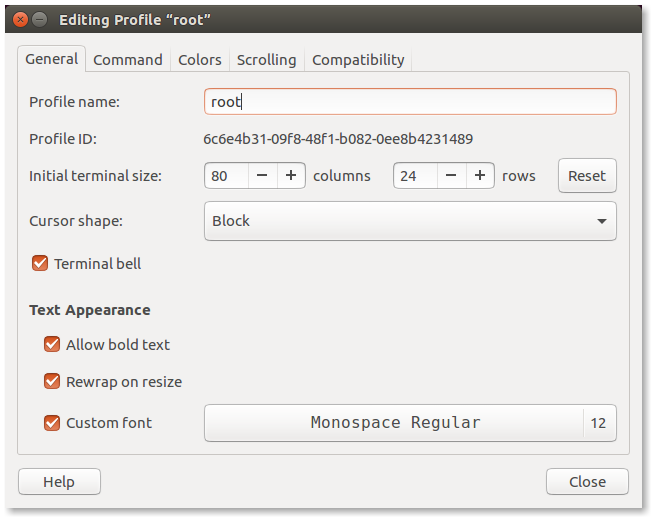 Editing Profile “root”
General Command Colors Scrolling Compatibility
Profile name: root
Profile ID: 6c6e4b31-09f8-48f1-b082-0ee8b4231489
Initial terminal size: 80 − + columns 24 − + rows Reset
Cursor shape: Block
Terminal bell
Text Appearance
Allow bold text
Rewrap on resize
Custom font Monospace Regular 12
Help Close